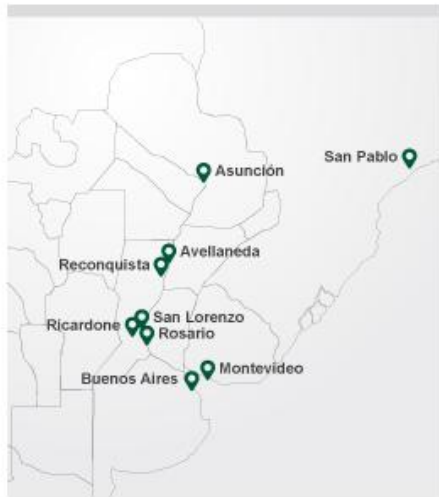 San Pablo
Asunción
Avellaneda
Reconquista
San Lorenzo
Ricardone
Rosario
Montevideo
Buenos Aires